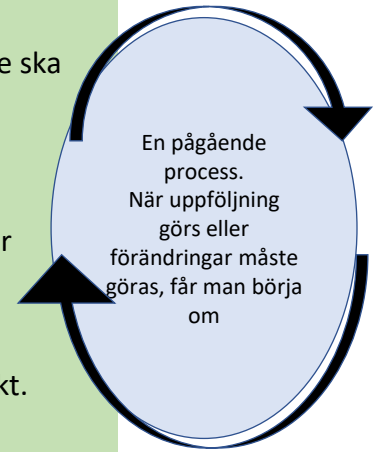 e ska
En pågående
process.
När uppföljning
görs eller
r
förändringar måste
göras, får man börja
om
kt.